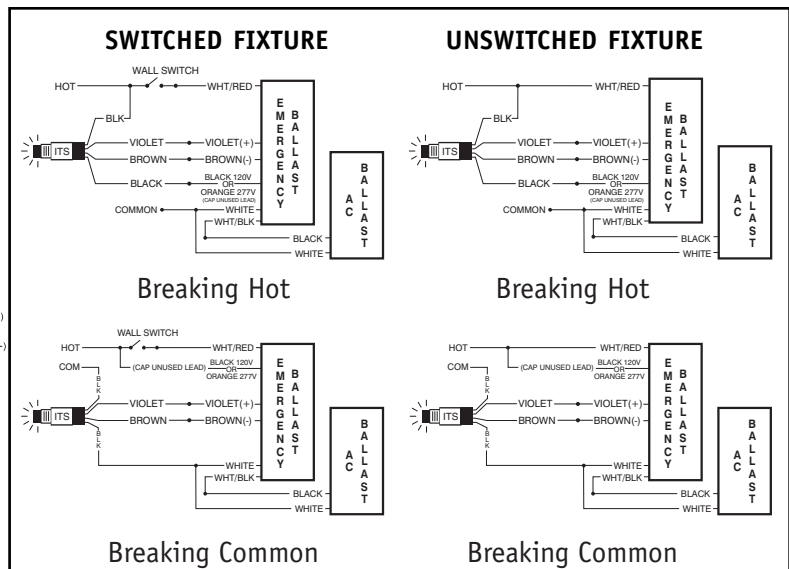 SWITCHED FIXTURE
WALL SWITCH
HOT
WHT/RED
BLK
ITS
VIOLET
VIOLET(+)
BROWN
BROWN(-)
BLACK
BLACK 120V
OR
ORANGE 277V
(CAP UNUSED LEAD)
COMMON
WHITE
WHT/BLK
BLACK
WHITE
EMERGENCY
BALLAST
AC
BALLAST
Breaking Hot
UNSWITCHED FIXTURE
HOT
WHT/RED
BLK
ITS
VIOLET
VIOLET(+)
BROWN
BROWN(-)
BLACK
BLACK 120V
OR
ORANGE 277V
(CAP UNUSED LEAD)
COMMON
WHITE
WHT/BLK
BLACK
WHITE
EMERGENCY
BALLAST
AC
BALLAST
Breaking Hot
)
-)
WALL SWITCH
HOT
WHT/RED
COM
(CAP UNUSED LEAD)
BLACK 120V
OR
ORANGE 277V
BLK
ITS
VIOLET
VIOLET(+)
BROWN
BROWN(-)
BLK
WHITE
WHT/BLK
BLACK
WHITE
EMERGENCY
BALLAST
AC
BALLAST
Breaking Common
HOT
WHT/RED
COM
(CAP UNUSED LEAD)
BLACK 120V
OR
ORANGE 277V
BLK
ITS
VIOLET
VIOLET(+)
BROWN
BROWN(-)
BLK
WHITE
WHT/BLK
BLACK
WHITE
EMERGENCY
BALLAST
AC
BALLAST
Breaking Common